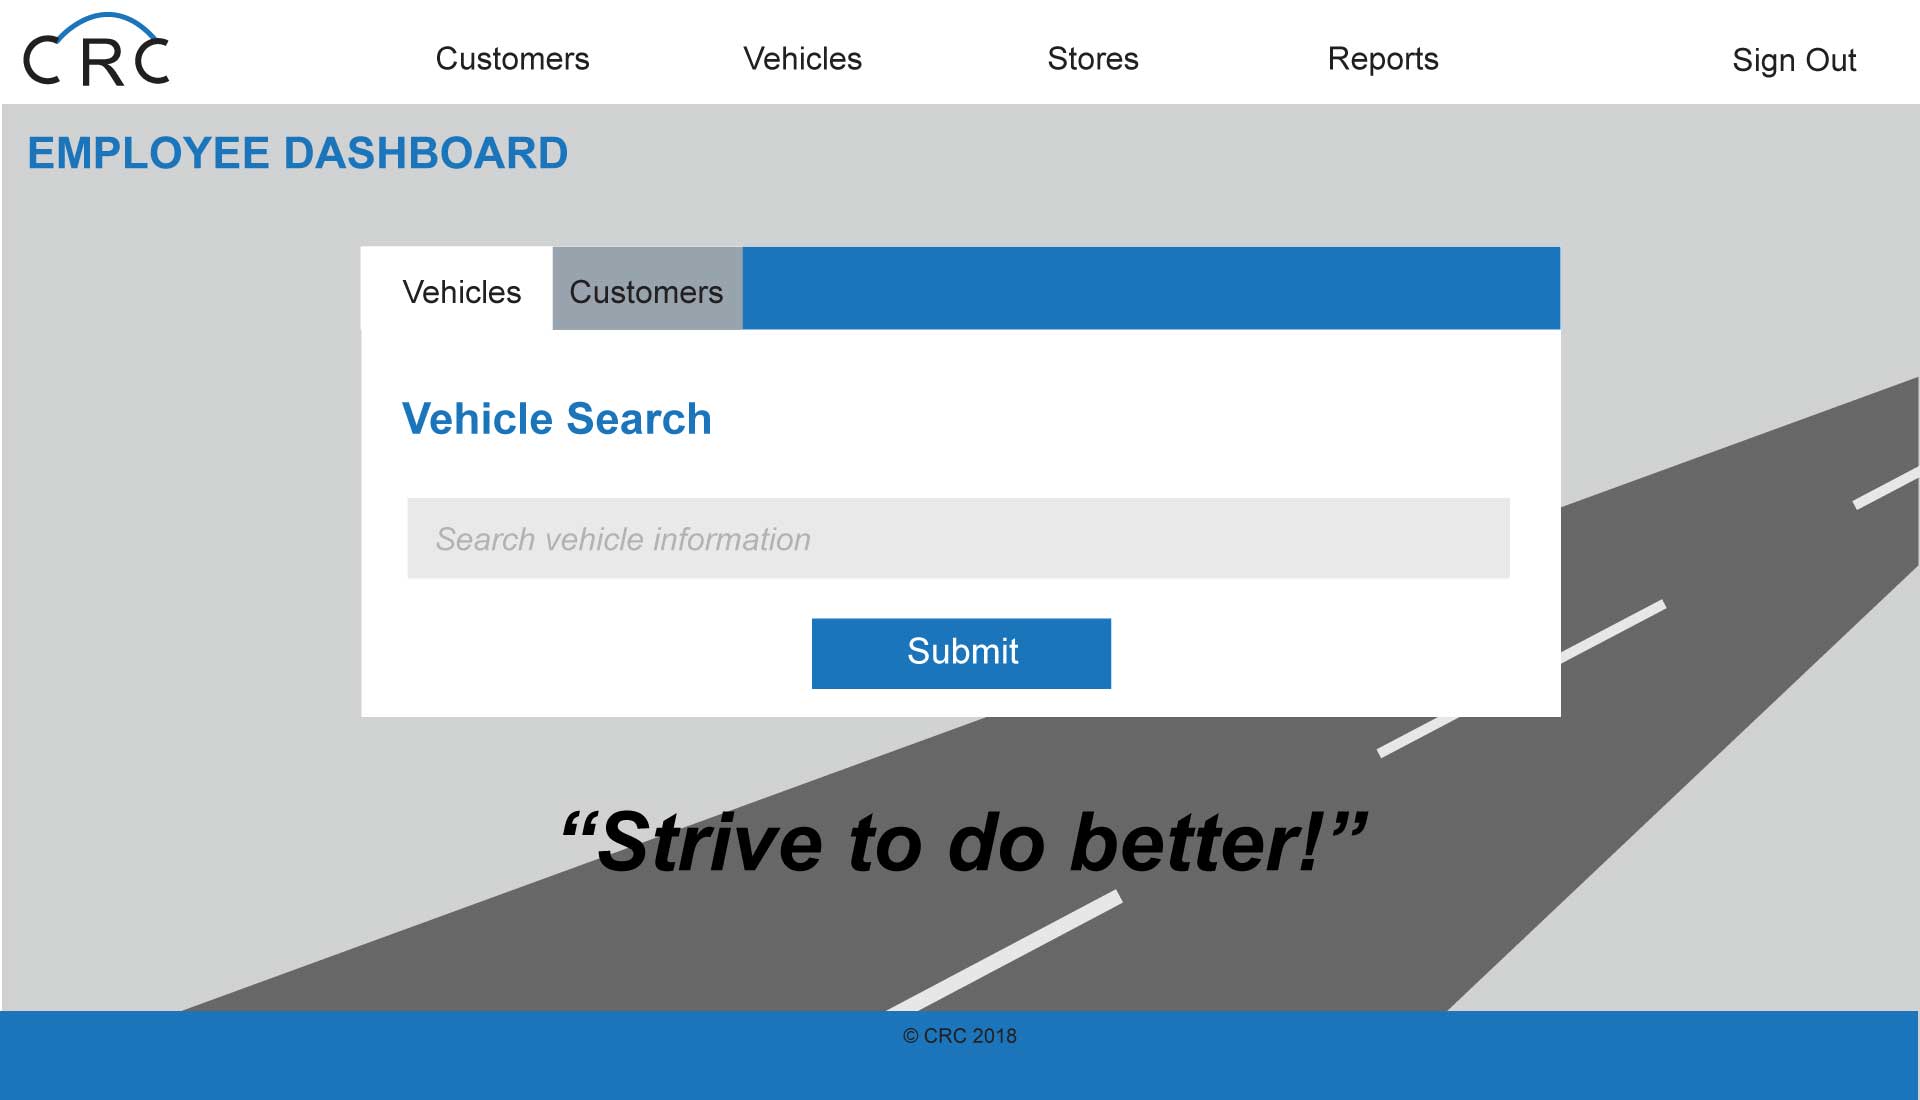 CRC
Customers Vehicles Stores Reports Sign Out
EMPLOYEE DASHBOARD
Vehicles Customers
Vehicle Search
Search vehicle information
Submit
“Strive to do better!”
© CRC 2018